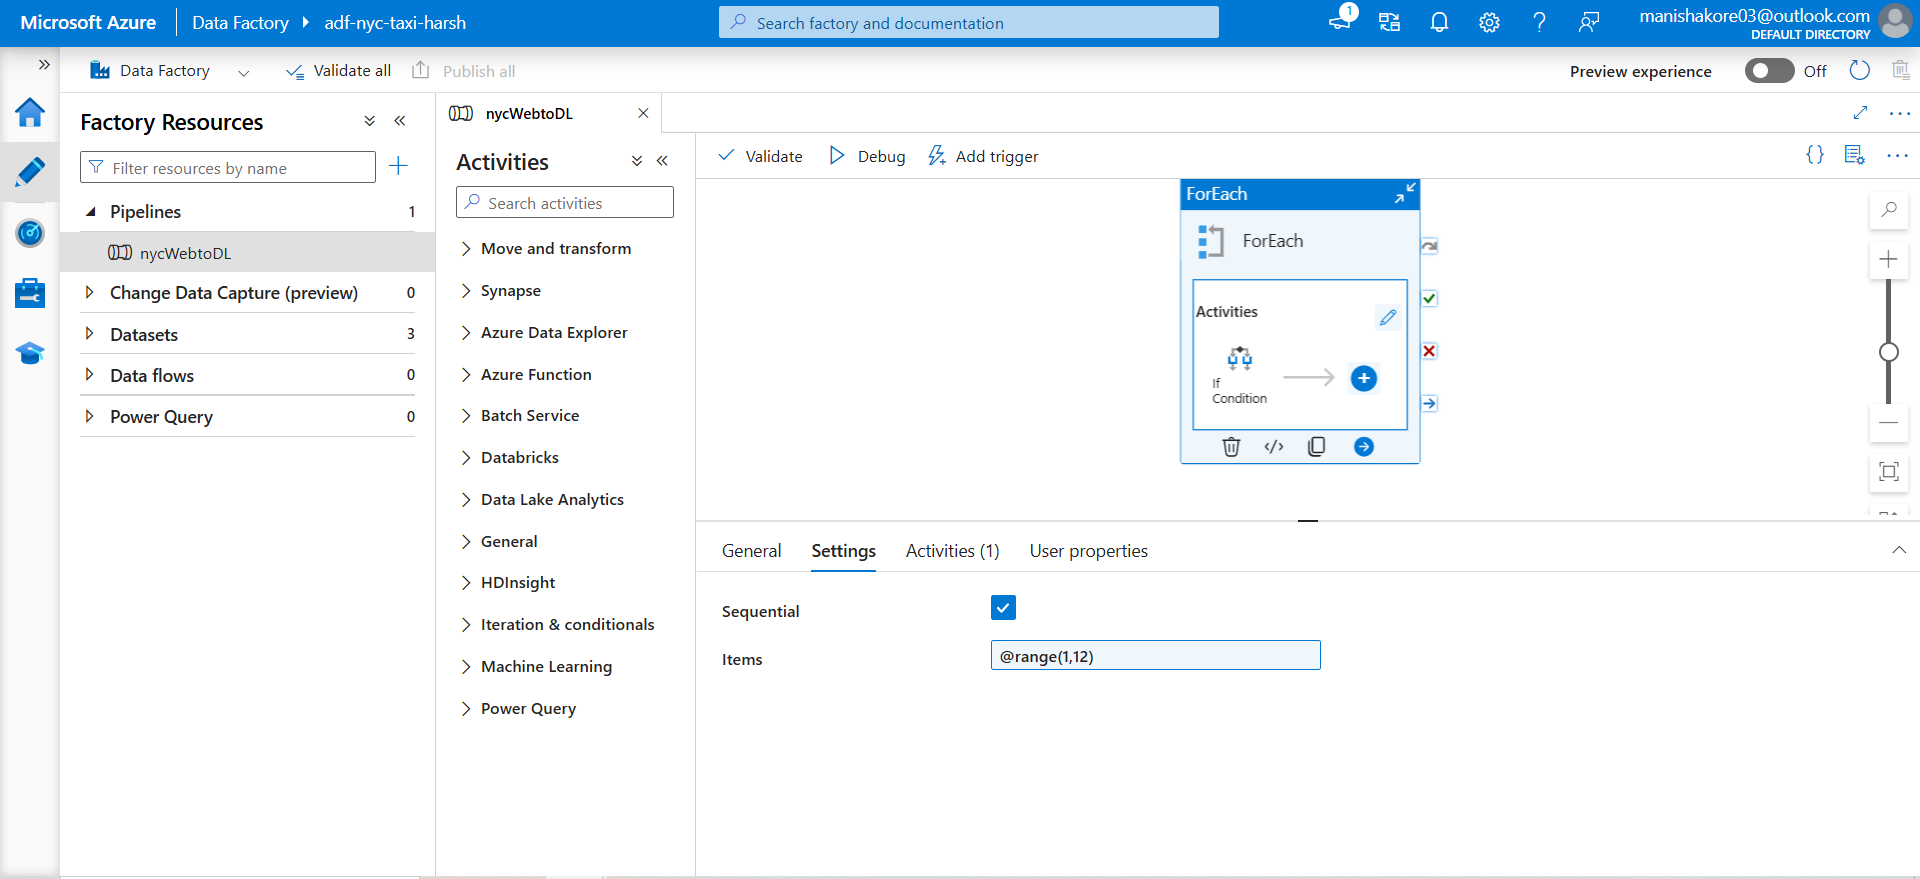 Microsoft Azure
Data Factory
adf-nyc-taxi-harsh
Search factory and documentation
1
manishakore03@outlook.com
DEFAULT DIRECTORY
Data Factory
Validate all
Publish all
Preview experience
Off
Factory Resources
Filter resources by name
Pipelines 1
nycWebtoDL
Change Data Capture (preview) 0
Datasets 3
Data flows 0
Power Query 0
nycWebtoDL
Activities
Search activities
Move and transform
Synapse
Azure Data Explorer
Azure Function
Batch Service
Databricks
Data Lake Analytics
General
HDInsight
Iteration & conditionals
Machine Learning
Power Query
Validate
Debug
Add trigger
ForEach
ForEach
Activities
If
Condition
General
Settings
Activities (1)
User properties
Sequential
Items
@range(1,12)